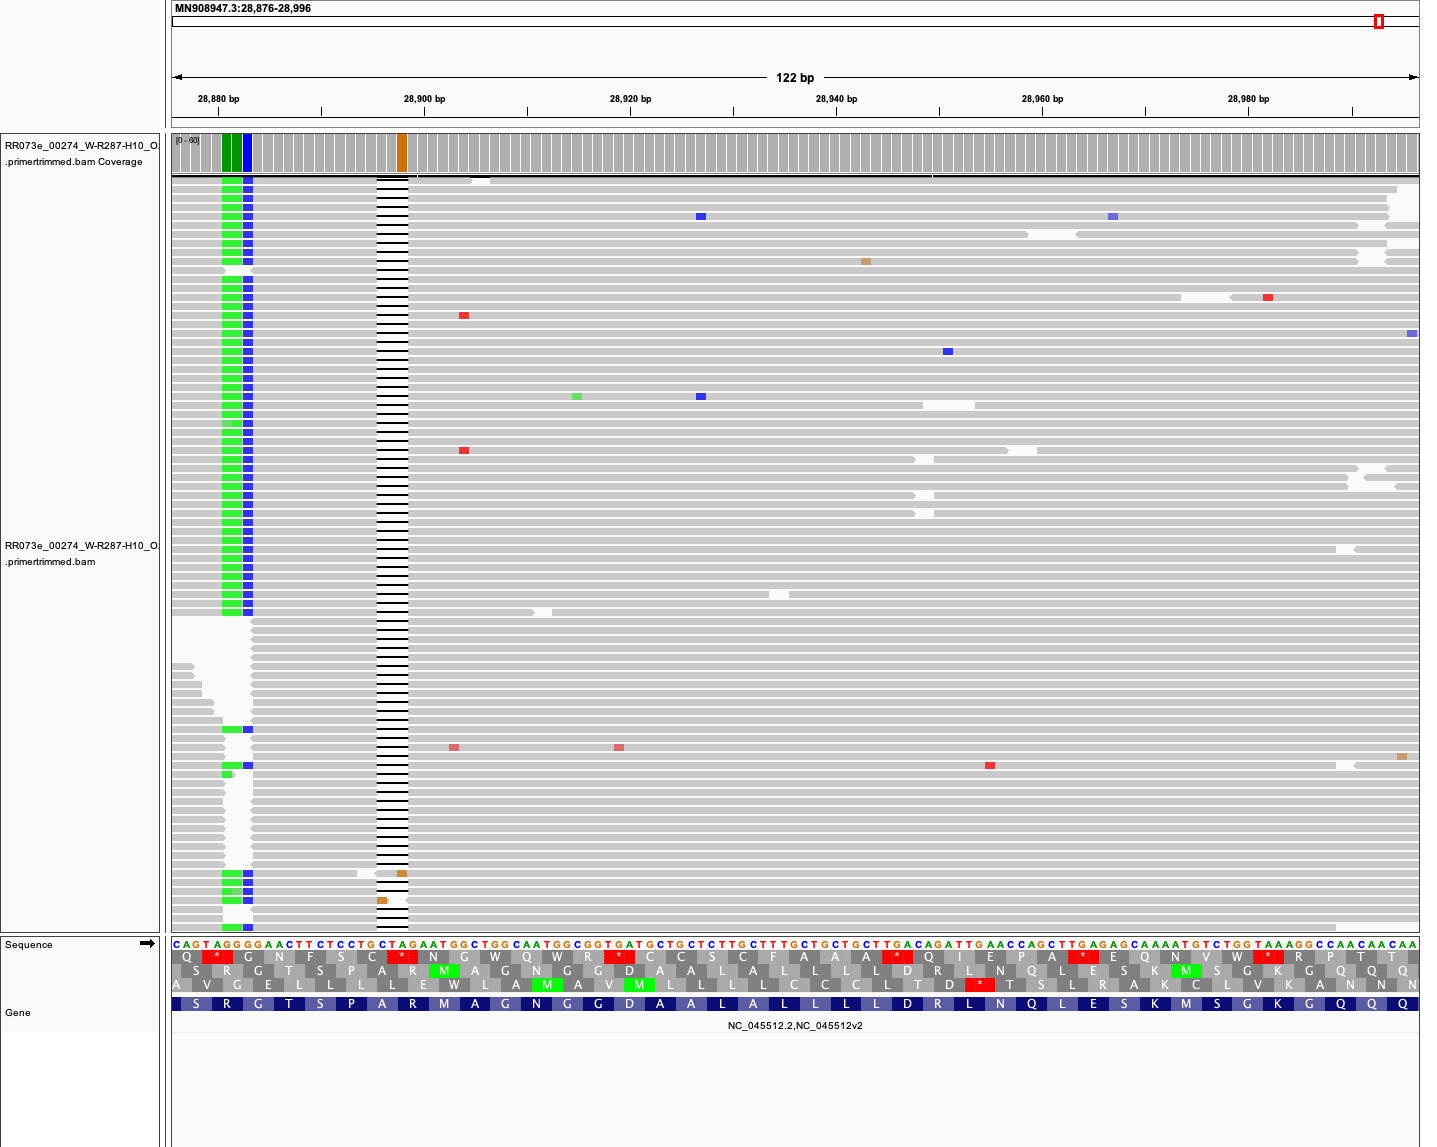 MN908947.3:28,876-28,996
122 bp
28,880 bp 28,900 bp 28,920 bp 28,940 bp 28,960 bp 28,980 bp
RR073e_00274_W-R287-H10_O
.primertrimmed.bam Coverage
[0 - 60]
RR073e_00274_W-R287-H10_O
.primertrimmed.bam
Sequence
C A G T A G G G G A A C T T C T C C T G C T A G A A T G G C T G G C A A T G G C G G T G A T G C T G C T C T T G C T T T G C T G C T G C T T G A C A G A T T G A A C C A G C T T G A G A G C A A A A T G T C T G G T A A A G G C C A A C A A C A A
Q * G N F S C * N G W Q W R * C C S C F A A A * Q I E P A * E Q N V W * R P T T
S R G T S P A R M A G N G G D A A L A L L L L D R L N Q L E S K M S G K G Q Q Q
A V G E L L L L E W L A M A V M L L L L C C C L T D * T S L R A K C L V K A N N N
Gene
S R G T S P A R M A G N G G D A A L A L L L L D R L N Q L E S K M S G K G Q Q Q
NC_045512.2,NC_045512v2